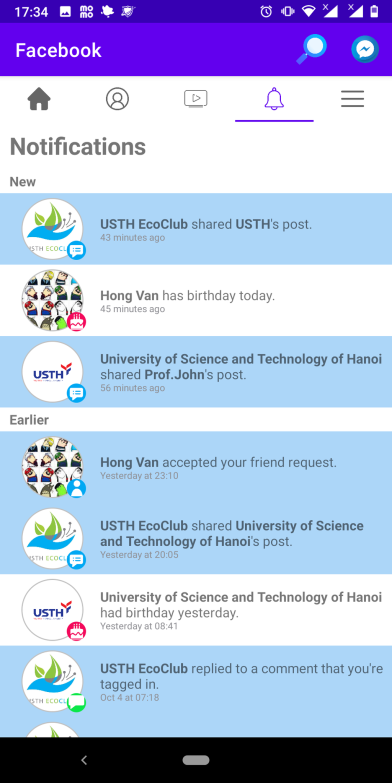 17:34
Facebook
Notifications
New
USTH EcoClub shared USTH's post.
43 minutes ago
Hong Van has birthday today.
45 minutes ago
USTH
University of Science and Technology of Hanoi
shared Prof.John's post.
56 minutes ago
Earlier
Hong Van accepted your friend request.
Yesterday at 23:10
USTH EcoClub shared University of Science
and Technology of Hanoi's post.
Yesterday at 20:05
USTH
University of Science and Technology of Hanoi
had birthday yesterday.
Yesterday at 08:41
USTH EcoClub replied to a comment that you're
tagged in.
Oct 4 at 07:18